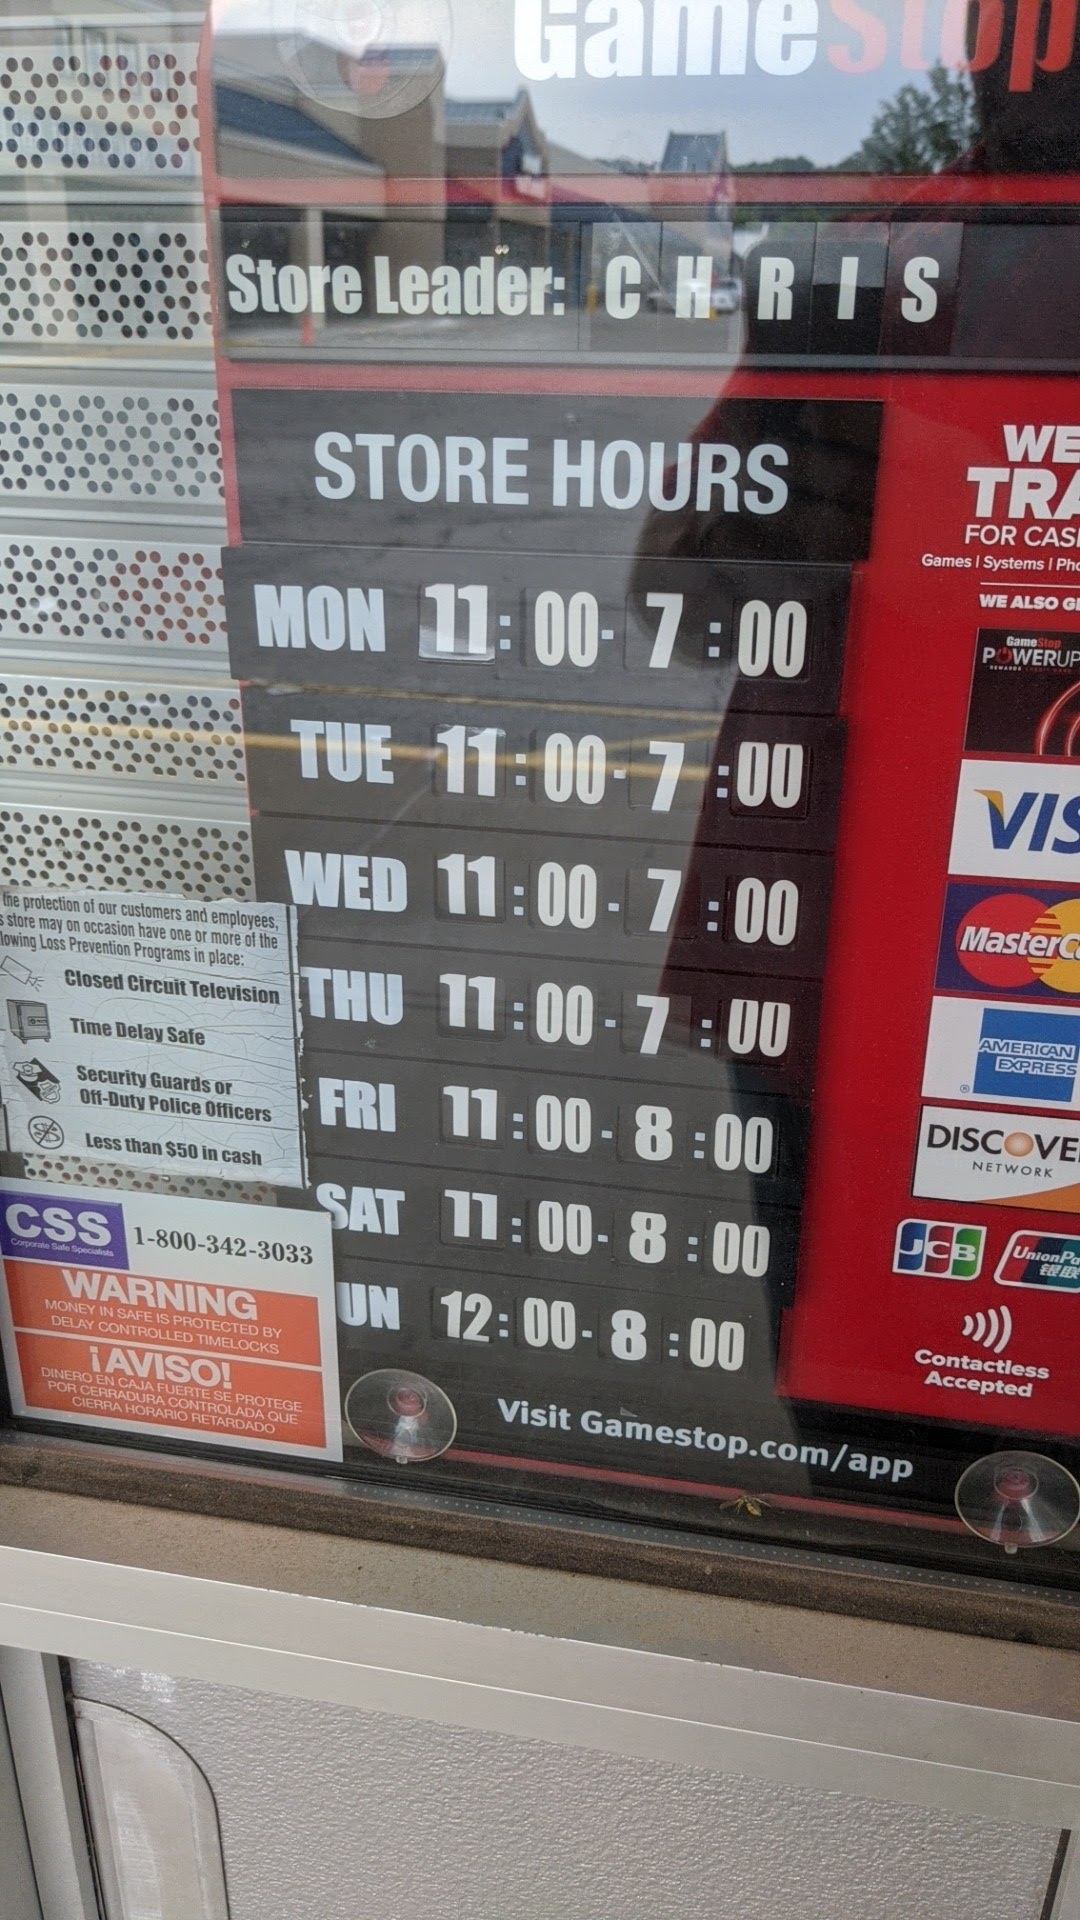 GameStop
Store Leader: CHRIS
STORE HOURS
MON 11:00-7:00
TUE 11:00-7:00
WED 11:00-7:00
THU 11:00-7:00
FRI 11:00-8:00
SAT 11:00-8:00
UN 12:00-8:00
Visit Gamestop.com/app
WE
TRA
FOR CAS
Games | Systems | Pho
WE ALSO GI
GameStop
POWERUP
VIS
MasterC
AMERICAN
EXPRESS
DISCOVE
NETWORK
JCB
UnionPa
银联
Contactless
Accepted
the protection of our customers and employees,
s store may on occasion have one or more of the
lowing Loss Prevention Programs in place:
Closed Circuit Television
Time Delay Safe
Security Guards or
Off-Duty Police Officers
Less than $50 in cash
CSS
Corporate Safe Specialists
1-800-342-3033
WARNING
MONEY IN SAFE IS PROTECTED BY
DELAY CONTROLLED TIMELOCKS
¡AVISO!
DINERO EN CAJA FUERTE SE PROTEGE
POR CERRADURA CONTROLADA QUE
CIERRA HORARIO RETARDADO